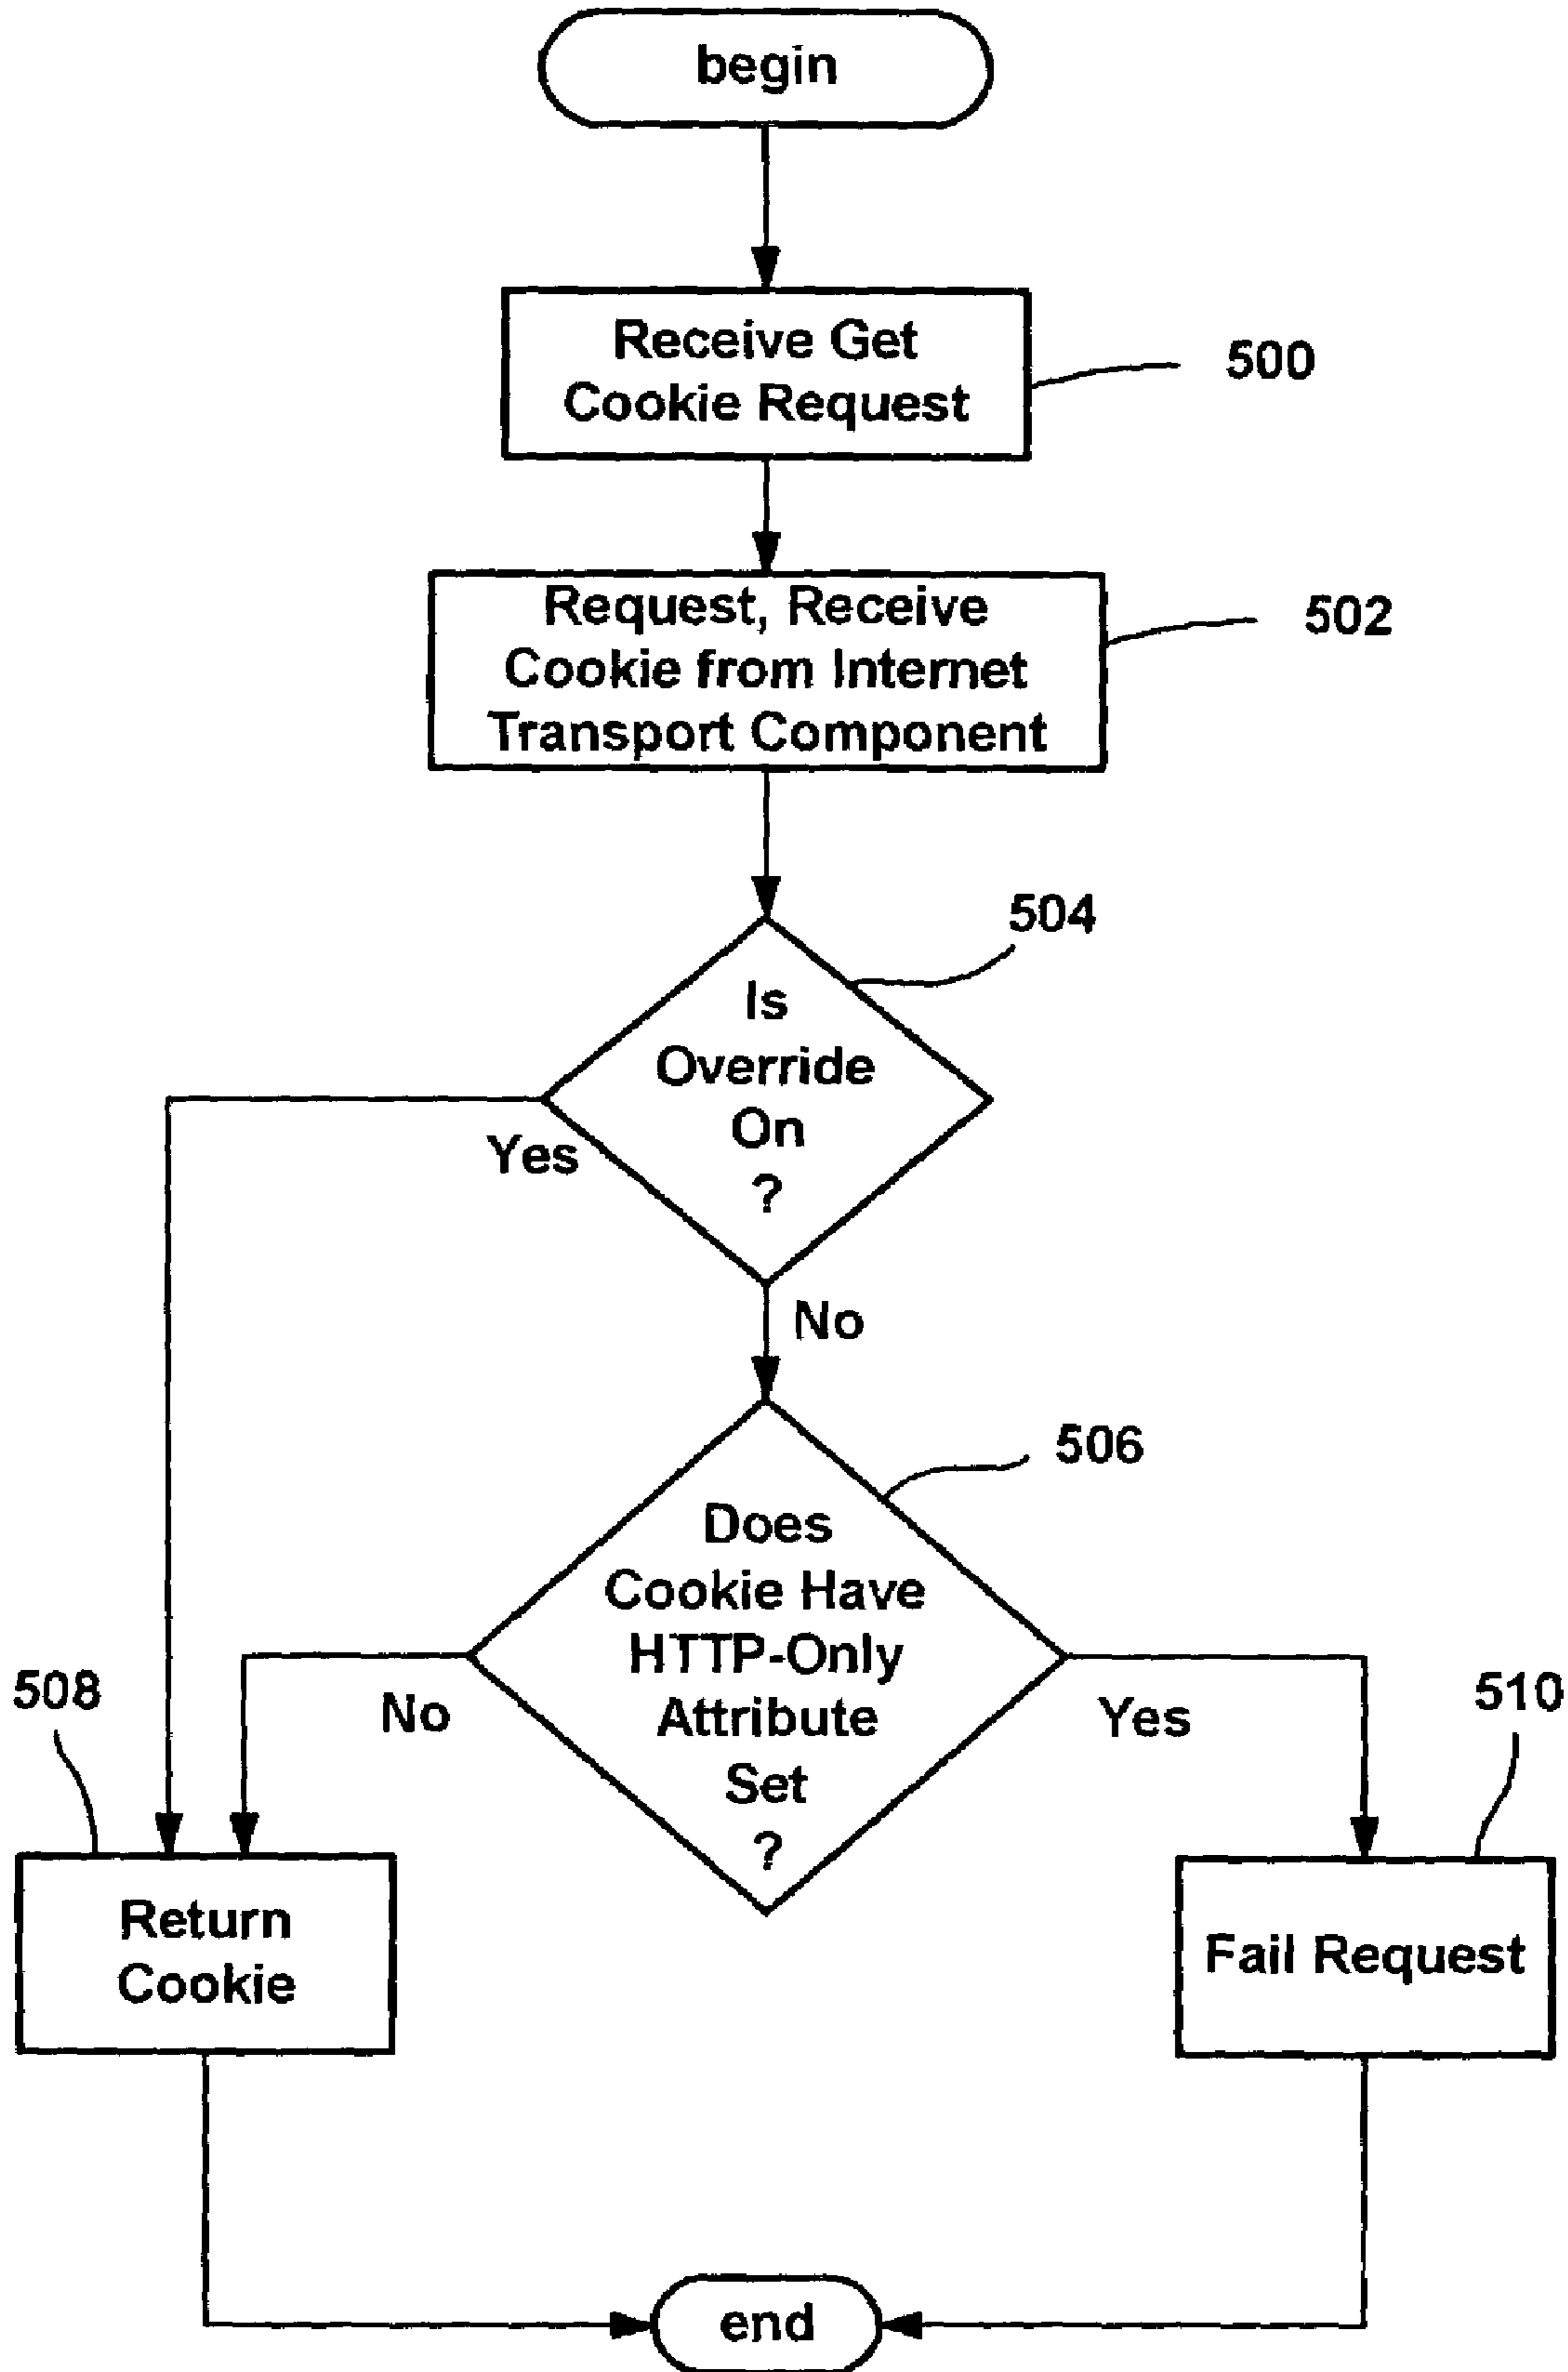 begin
Receive Get
Cookie Request
500
Request, Receive
Cookie from Internet
Transport Component
502
504
Is
Override
On
?
Yes
No
506
Does
Cookie Have
HTTP-Only
Attribute
Set
?
No
Yes
508
510
Return
Cookie
Fail Request
end